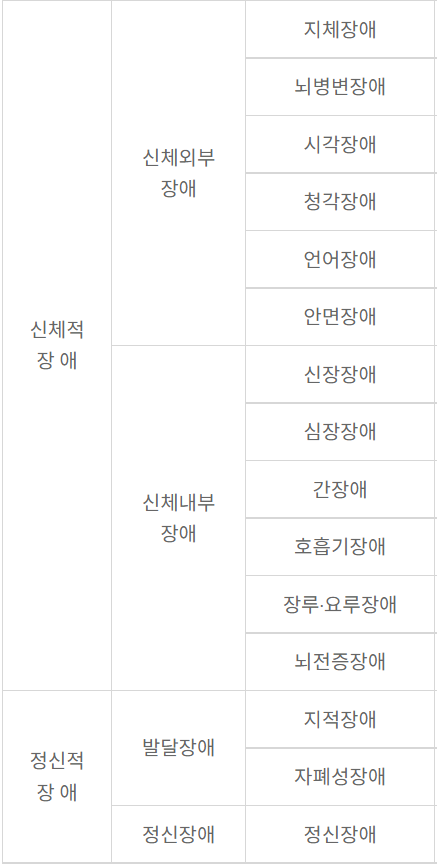 신체적
장 애
신체외부
장애
지체장애
뇌병변장애
시각장애
청각장애
언어장애
안면장애
신체내부
장애
신장장애
심장장애
간장애
호흡기장애
장루·요루장애
뇌전증장애
정신적
장 애
발달장애
지적장애
자폐성장애
정신장애
정신장애